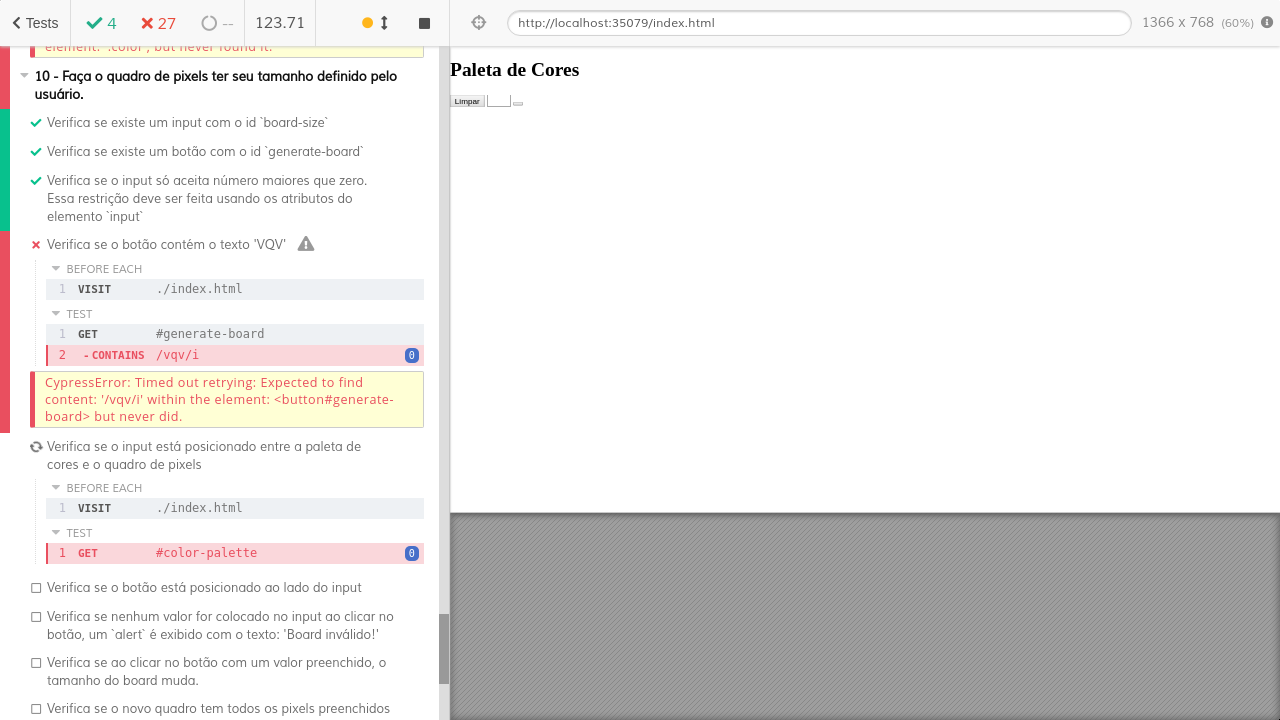 Tests
4
27
--
123.71
http://localhost:35079/index.html
1366 x 768 (60%)
element: '.color', but never found it.
10 - Faça o quadro de pixels ter seu tamanho definido pelo
usuário.
Verifica se existe um input com o id `board-size`
Verifica se existe um botão com o id `generate-board`
Verifica se o input só aceita número maiores que zero.
Essa restrição deve ser feita usando os atributos do
elemento `input`
Verifica se o botão contém o texto 'VQV'
BEFORE EACH
1 VISIT ./index.html
TEST
1 GET #generate-board
2 -CONTAINS /vqv/i 0
CypressError: Timed out retrying: Expected to find
content: '/vqv/i' within the element: <button#generate-
board> but never did.
Verifica se o input está posicionado entre a paleta de
cores e o quadro de pixels
BEFORE EACH
1 VISIT ./index.html
TEST
1 GET #color-palette 0
Verifica se o botão está posicionado ao lado do input
Verifica se nenhum valor for colocado no input ao clicar no
botão, um `alert` é exibido com o texto: 'Board inválido!'
Verifica se ao clicar no botão com um valor preenchido, o
tamanho do board muda.
Verifica se o novo quadro tem todos os pixels preenchidos
Paleta de Cores
Limpar